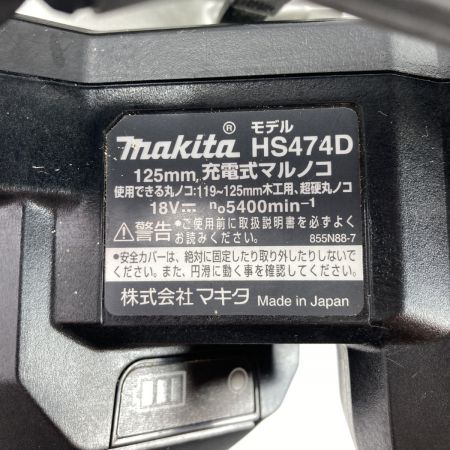 makita® モデル HS474D
125mm 充電式マルノコ
使用できる丸ノコ:119~125mm木工用、超硬丸ノコ
18V⎓ n₀5400min⁻¹
⚠警告 •ご使用前に取扱説明書を必ずよく
お読みください。 855N88-7
•安全カバーは、絶対に固定したり取り外したりしないで
ください。また、円滑に動く事を確認してください。
株式会社マキタ Made in Japan